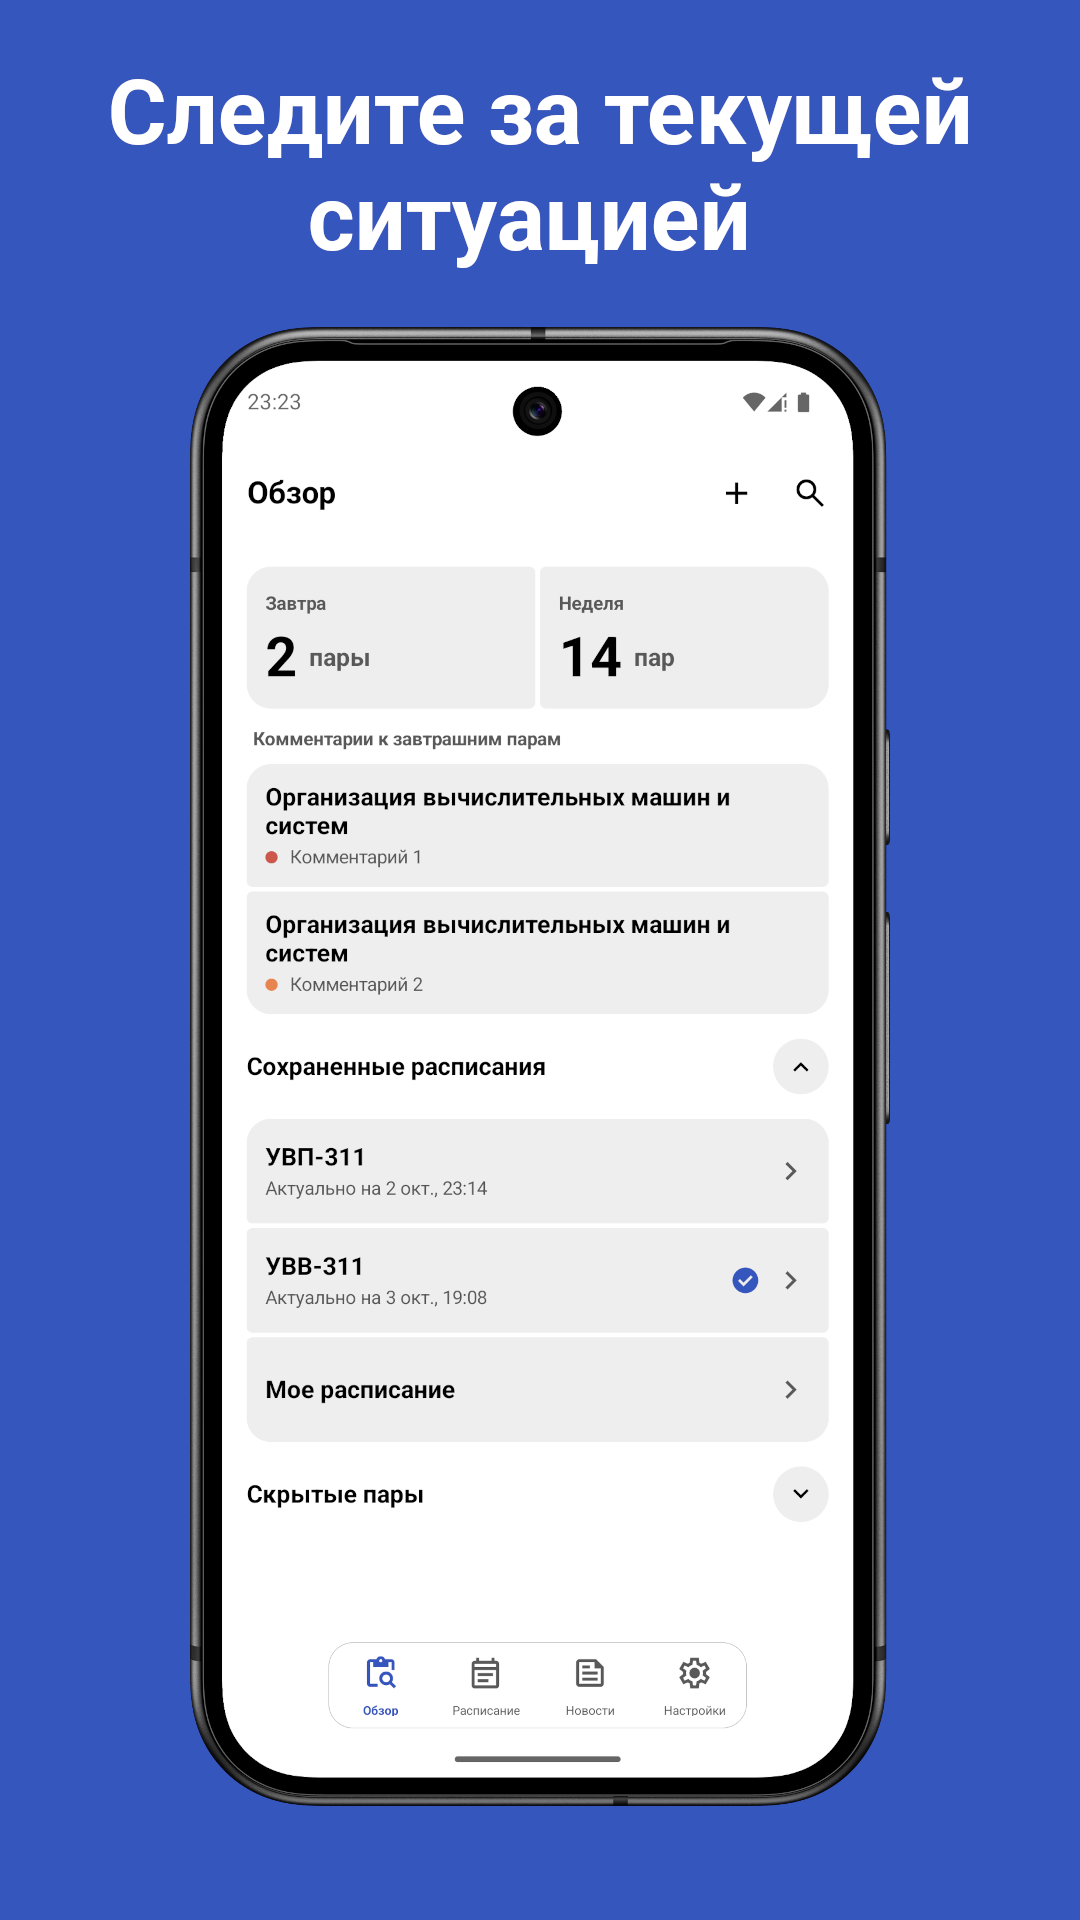 Следите за текущей
ситуацией
23:23
Обзор
Завтра
2 пары
Неделя
14 пар
Комментарии к завтрашним парам
Организация вычислительных машин и
систем
Комментарий 1
Организация вычислительных машин и
систем
Комментарий 2
Сохраненные расписания
УВП-311
Актуально на 2 окт., 23:14
УВВ-311
Актуально на 3 окт., 19:08
Мое расписание
Скрытые пары
Обзор
Расписание
Новости
Настройки